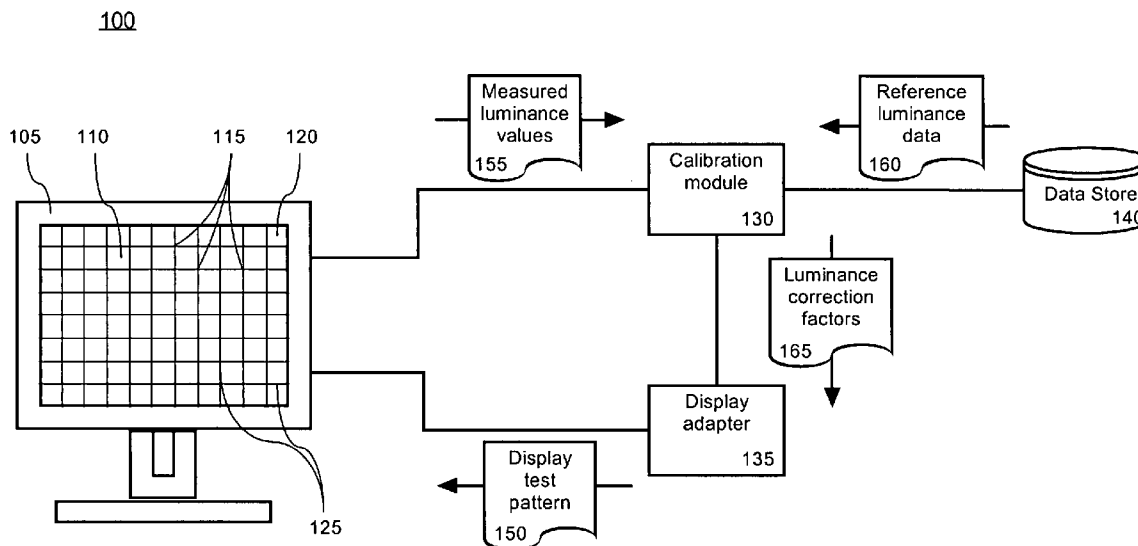 100
105
110
115
120
125
Measured
luminance
values
155
Reference
luminance
data
160
Calibration
module
130
Data Store
140
Luminance
correction
factors
165
Display
adapter
135
Display
test
pattern
150